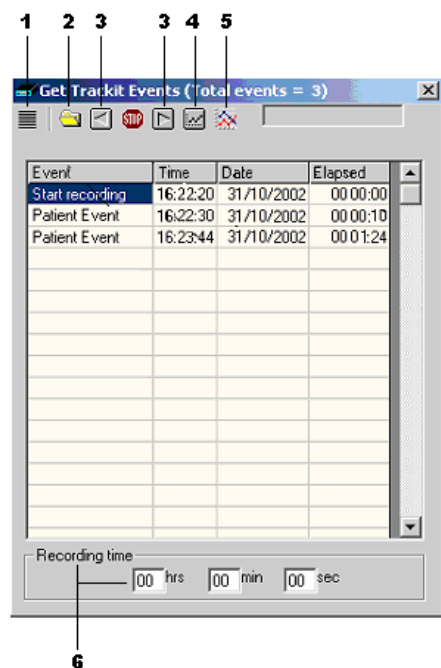 1 2 3 3 4 5
Get Trackit Events (Total events = 3)
STOP
Event Time Date Elapsed
Start recording 16:22:20 31/10/2002 00 00:00
Patient Event 16:22:30 31/10/2002 00 00:10
Patient Event 16:23:44 31/10/2002 00 01:24
Recording time
00 hrs 00 min 00 sec
6